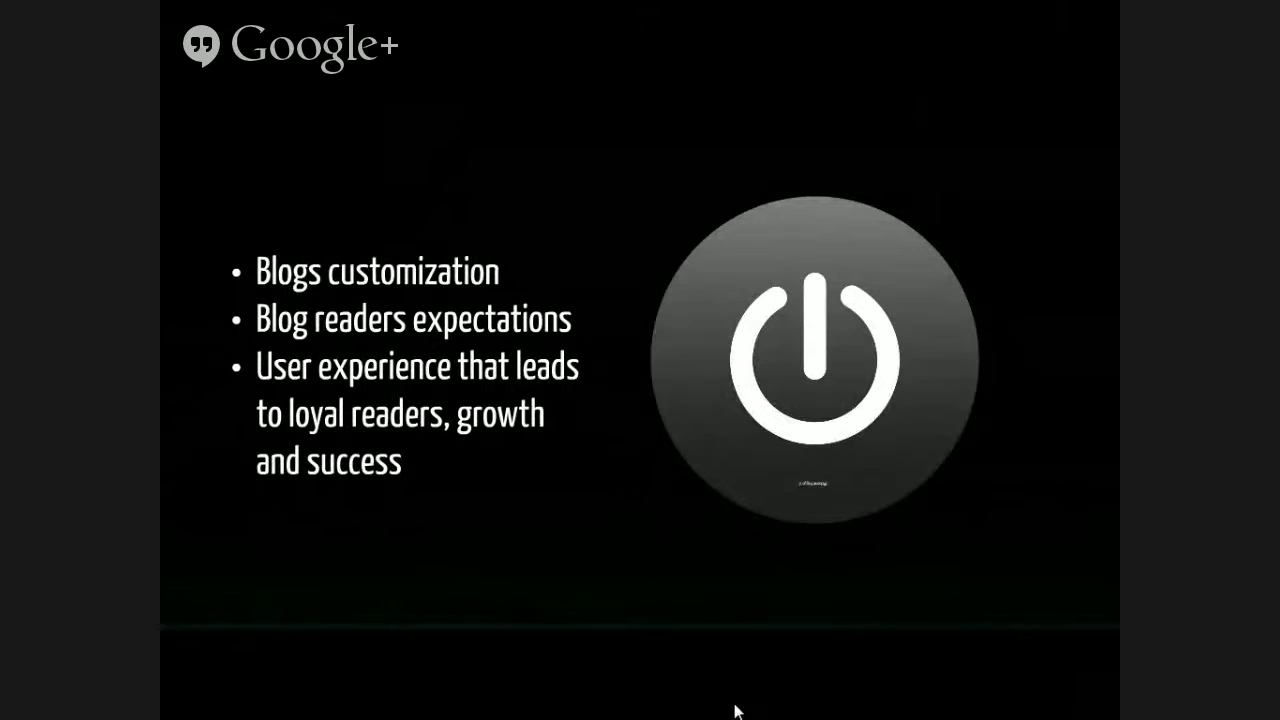 Google+
• Blogs customization
• Blog readers expectations
• User experience that leads
to loyal readers, growth
and success